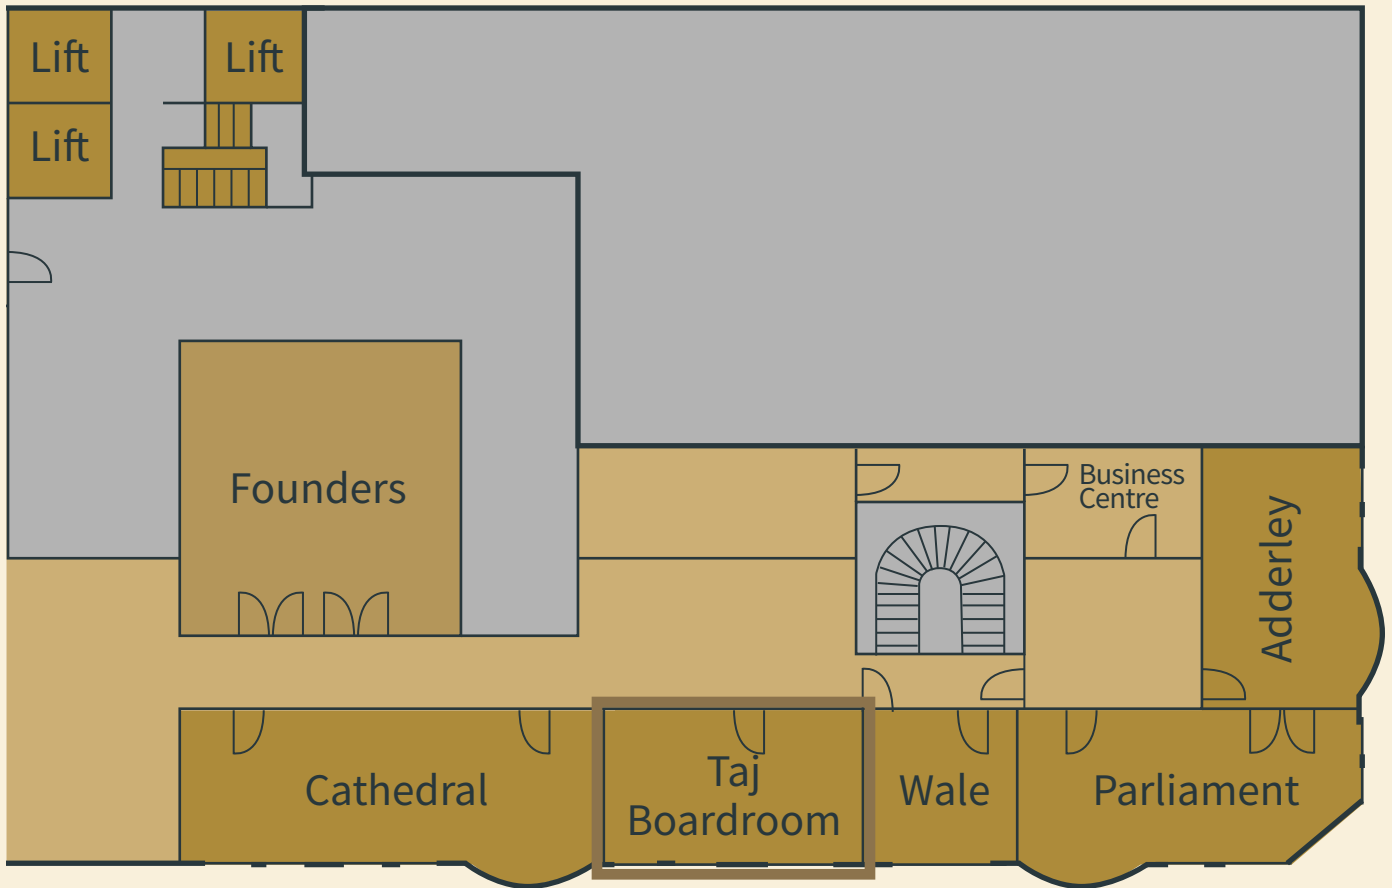 Lift
Lift
Lift
Founders
Business
Centre
Adderley
Cathedral
Taj
Boardroom
Wale
Parliament